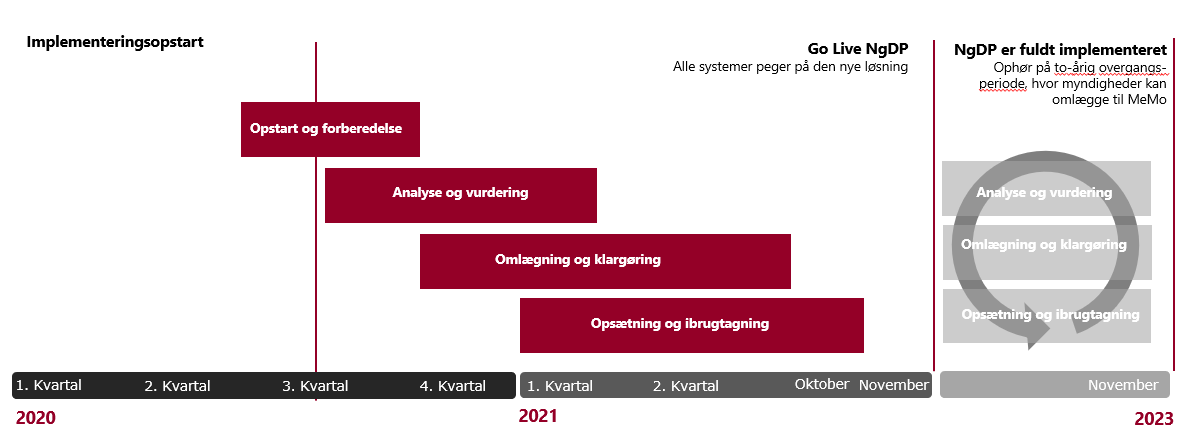 Implementeringsopstart
Go Live NgDP
Alle systemer peger på den nye løsning
NgDP er fuldt implementeret
Ophør på to-årig overgangs-
periode, hvor myndigheder kan
omlægge til MeMo
Opstart og forberedelse
Analyse og vurdering
Omlægning og klargøring
Opsætning og ibrugtagning
Analyse og vurdering
Omlægning og klargøring
Opsætning og ibrugtagning
1. Kvartal
2. Kvartal
3. Kvartal
4. Kvartal
1. Kvartal
2. Kvartal
Oktober
November
November
2020
2021
2023